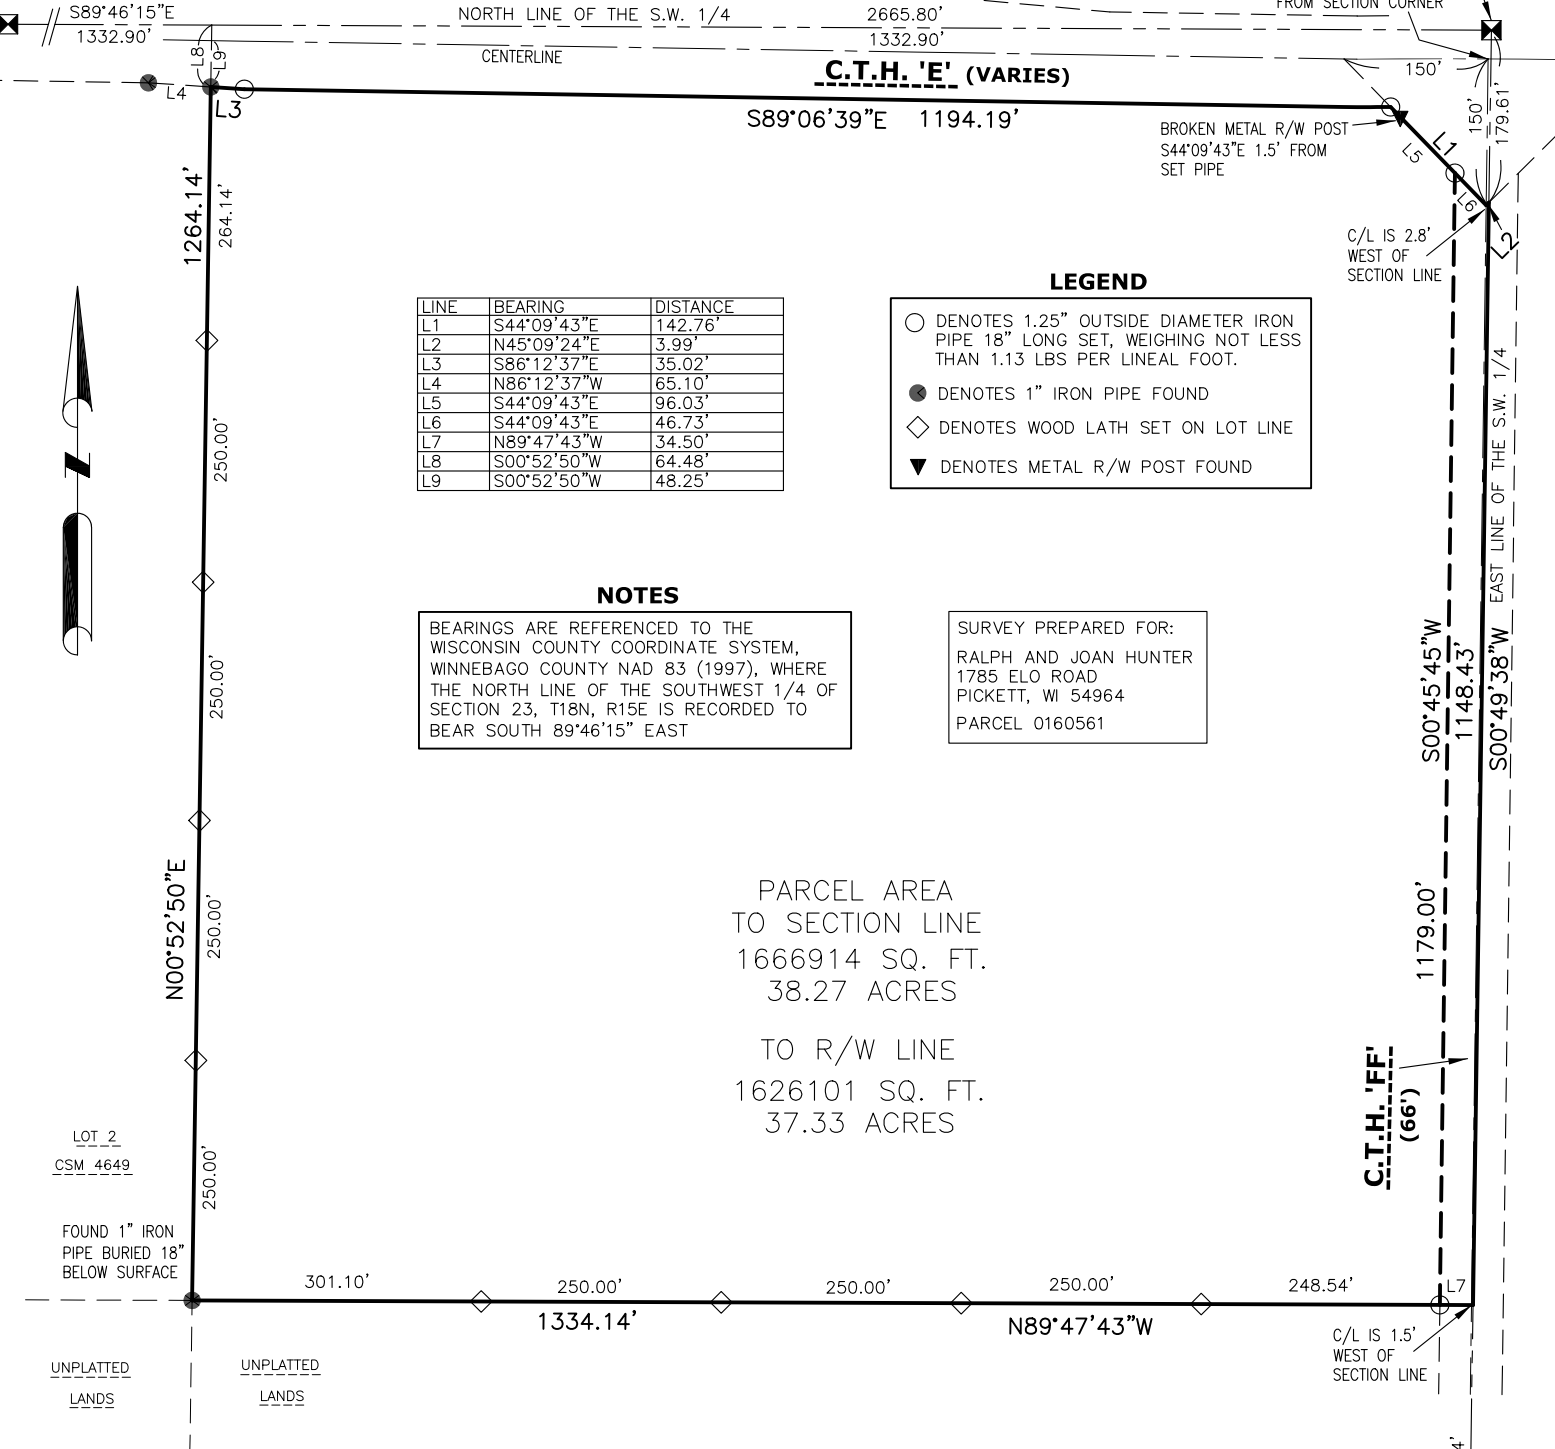 S89°46'15"E
NORTH LINE OF THE S.W. 1/4
2665.80'
FROM SECTION CORNER
1332.90'
1332.90'
CENTERLINE
C.T.H. 'E' (VARIES)
150'
L8
L9
L4
L3
S89°06'39"E 1194.19'
150'
179.61'
BROKEN METAL R/W POST
S44°09'43"E 1.5' FROM
SET PIPE
L1
L5
L6
L2
C/L IS 2.8'
WEST OF
SECTION LINE
1264.14'
264.14'
250.00'
250.00'
250.00'
250.00'
N00°52'50"E
N
LINE BEARING DISTANCE
L1 S44°09'43"E 142.76'
L2 N45°09'24"E 3.99'
L3 S86°12'37"E 35.02'
L4 N86°12'37"W 65.10'
L5 S44°09'43"E 96.03'
L6 S44°09'43"E 46.73'
L7 N89°47'43"W 34.50'
L8 S00°52'50"W 64.48'
L9 S00°52'50"W 48.25'
LEGEND
DENOTES 1.25" OUTSIDE DIAMETER IRON
PIPE 18" LONG SET, WEIGHING NOT LESS
THAN 1.13 LBS PER LINEAL FOOT.
DENOTES 1" IRON PIPE FOUND
DENOTES WOOD LATH SET ON LOT LINE
DENOTES METAL R/W POST FOUND
NOTES
BEARINGS ARE REFERENCED TO THE
WISCONSIN COUNTY COORDINATE SYSTEM,
WINNEBAGO COUNTY NAD 83 (1997), WHERE
THE NORTH LINE OF THE SOUTHWEST 1/4 OF
SECTION 23, T18N, R15E IS RECORDED TO
BEAR SOUTH 89°46'15" EAST
SURVEY PREPARED FOR:
RALPH AND JOAN HUNTER
1785 ELO ROAD
PICKETT, WI 54964
PARCEL 0160561
EAST LINE OF THE S.W. 1/4
S00°45'45"W
1148.43'
S00°49'38"W
1179.00'
PARCEL AREA
TO SECTION LINE
1666914 SQ. FT.
38.27 ACRES
TO R/W LINE
1626101 SQ. FT.
37.33 ACRES
C.T.H. 'FF'
(66')
LOT 2
CSM 4649
FOUND 1" IRON
PIPE BURIED 18"
BELOW SURFACE
301.10'
250.00'
250.00'
250.00'
248.54'
L7
1334.14'
N89°47'43"W
C/L IS 1.5'
WEST OF
SECTION LINE
UNPLATTED
LANDS
UNPLATTED
LANDS
4'